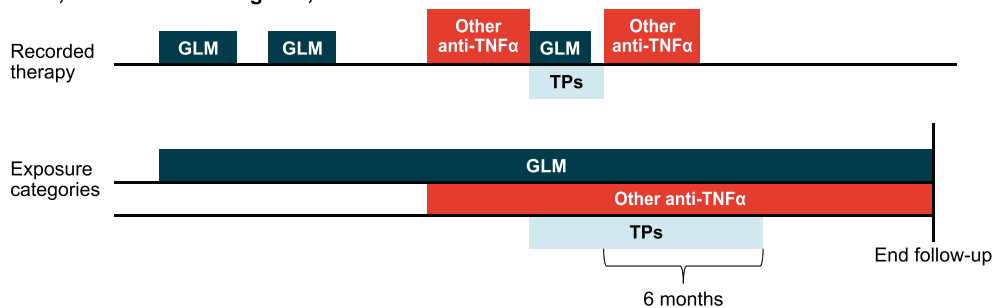 Other
anti-TNFα
Other
anti-TNFα
GLM
GLM
GLM
Recorded
therapy
TPs
Exposure
categories
GLM
Other anti-TNFα
TPs
End follow-up
6 months